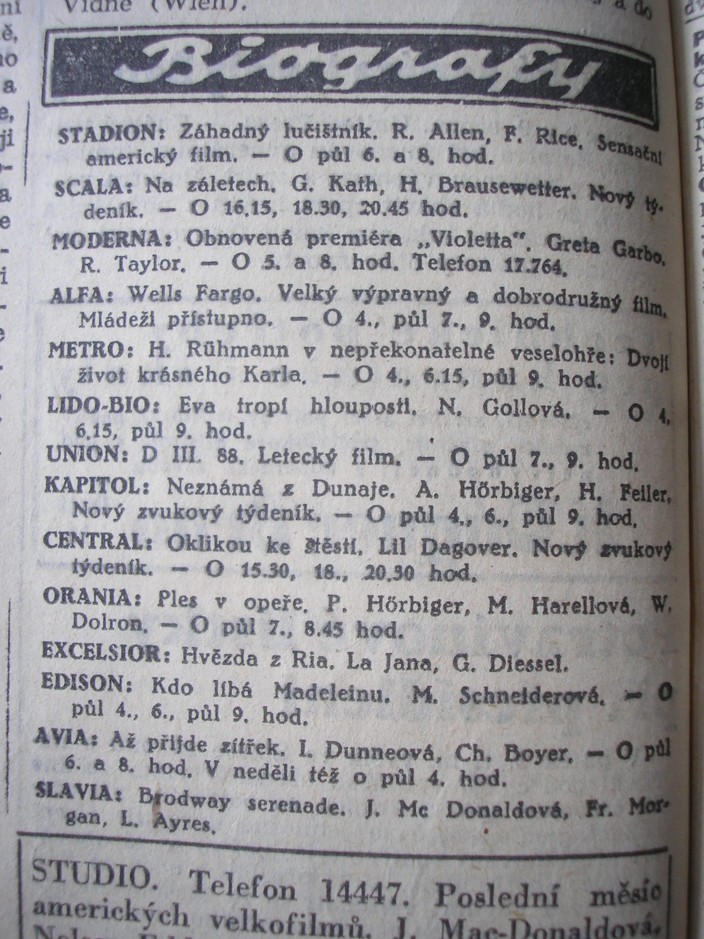 Vídně (Wien).
a do
Biografy
STADION: Záhadný lučištník. R. Allen, F. Rice. Sensační
americký film. — O půl 6. a 8. hod.
SCALA: Na záletech. G. Kath, H. Brausewetter. Nový tý-
deník. — O 16.15, 18.30, 20.45 hod.
MODERNA: Obnovená premiéra „Violetta“. Greta Garbo,
R. Taylor. — O 5. a 8. hod. Telefon 17.764.
ALFA: Wells Fargo. Velký výpravný a dobrodružný film.
Mládeži přístupno. — O 4., půl 7., 9. hod.
METRO: H. Rühmann v nepřekonatelné veselohře: Dvojí
život krásného Karla. — O 4., 6.15, půl 9. hod.
LIDO-BIO: Eva tropí hlouposti. N. Gollová. — O 4,
6.15, půl 9. hod.
UNION: D III. 88. Letecký film. — O půl 7., 9. hod.
KAPITOL: Neznámá z Dunaje. A. Hörbiger, H. Feiler,
Nový zvukový týdeník. — O půl 4., 6., půl 9. hod.
CENTRAL: Oklikou ke štěstí. Lil Dagover. Nový zvukový
týdeník. — O 15.30, 18., 20.30 hod.
ORANIA: Ples v opeře. P. Hörbiger, M. Harellová, W.
Dolron. — O půl 7., 8.45 hod.
EXCELSIOR: Hvězda z Ria. La Jana, G. Diessel.
EDISON: Kdo líbá Madeleinu. M. Schneiderová. — O
půl 4., 6., půl 9. hod.
AVIA: Až přijde zítřek. I. Dunneová, Ch. Boyer. — O půl
6. a 8. hod. V neděli též o půl 4. hod.
SLAVIA: Brodway serenade. J. Mc Donaldová, Fr. Mor-
gan, L. Ayres.
STUDIO. Telefon 14447. Poslední měsíc
amerických velkofilmů. J. Mac-Donaldová,